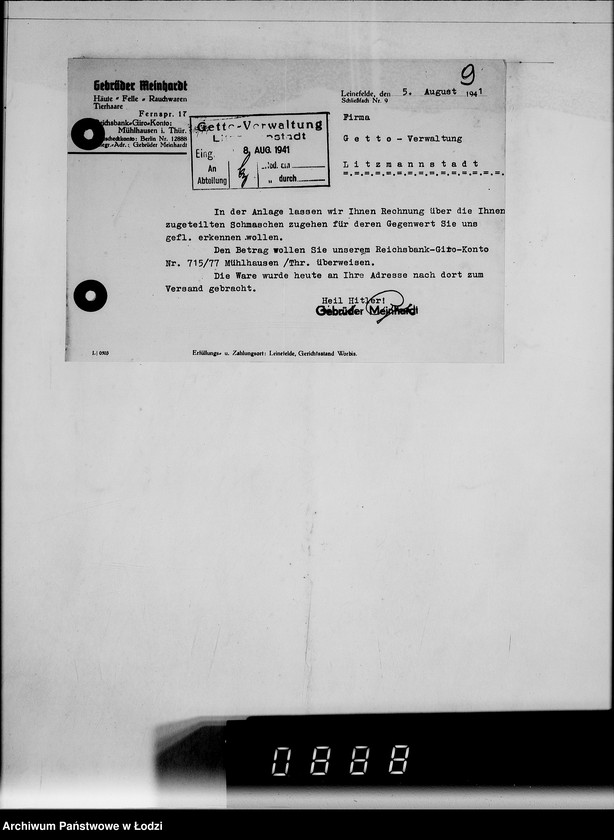 9
Gebrüder Meinhardt
Häute • Felle • Rauchwaren
Tierhaare
Fernspr. 17
Reichsbank-Giro-Konto:
Mühlhausen i. Thür.
Postscheckkonto: Berlin Nr. 12888
Telegr.-Adr.: Gebrüder Meinhardt
Leinefelde, den 5. August 1941
Schließfach Nr. 9
Getto-Verwaltung
Eing. 8. AUG. 1941
An
Abteilung
" durch
Firma
G e t t o - Verwaltung
L i t z m a n n s t a d t
=.=.=.=.=.=.=.=.=.=.=.=.=.
In der Anlage lassen wir Ihnen Rechnung über die Ihnen
zugeteilten Schmaschen zugehen für deren Gegenwert Sie uns
gefl. erkennen wollen.
Den Betrag wollen Sie unserem Reichsbank-Giro-Konto
Nr. 715/77 Mühlhausen /Thr. überweisen.
Die Ware wurde heute an Ihre Adresse nach dort zum
Versand gebracht.
Heil Hitler!
Gebrüder Meinhardt
Erfüllungs- u. Zahlungsort: Leinefelde, Gerichtsstand Worbis.
0888
Archiwum Państwowe w Łodzi